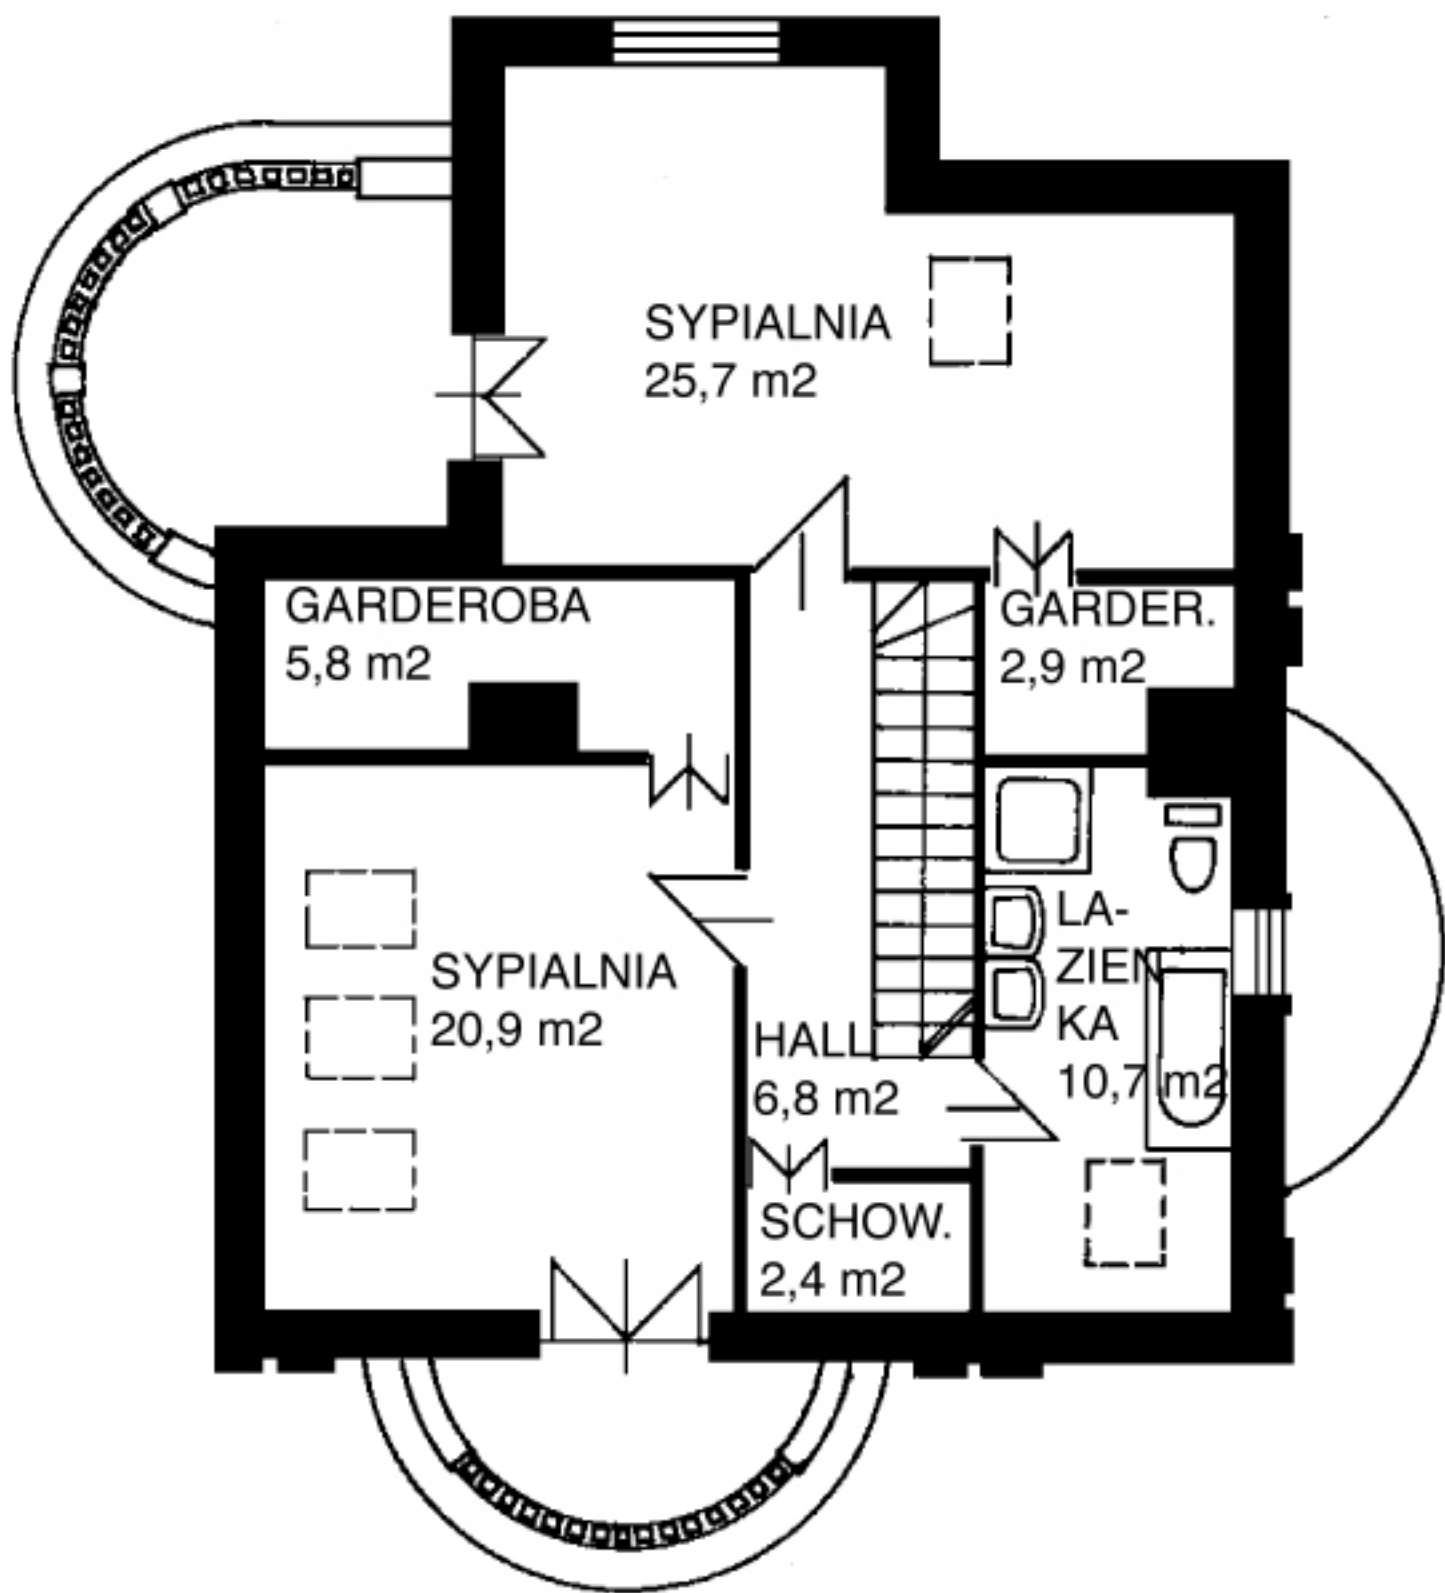 SYPIALNIA
25,7 m2
GARDEROBA
5,8 m2
GARDER.
2,9 m2
SYPIALNIA
20,9 m2
HALL
6,8 m2
LA-
ZIEN
KA
10,7 m2
SCHOW.
2,4 m2